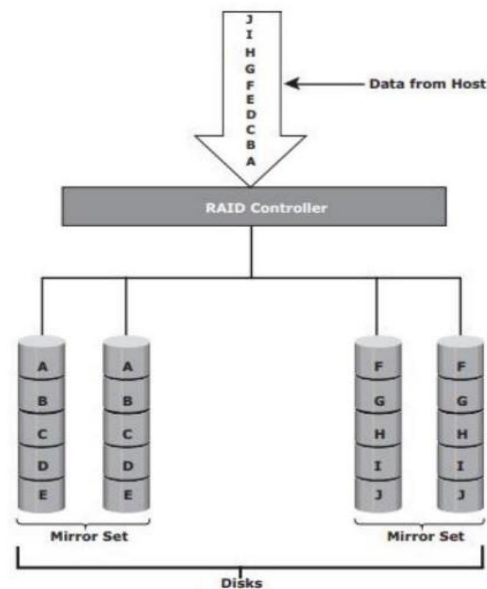 J
I
H
G
F
E
D
C
B
A
Data from Host
RAID Controller
A A F F
B B G G
C C H H
D D I I
E E J J
Mirror Set Mirror Set
Disks